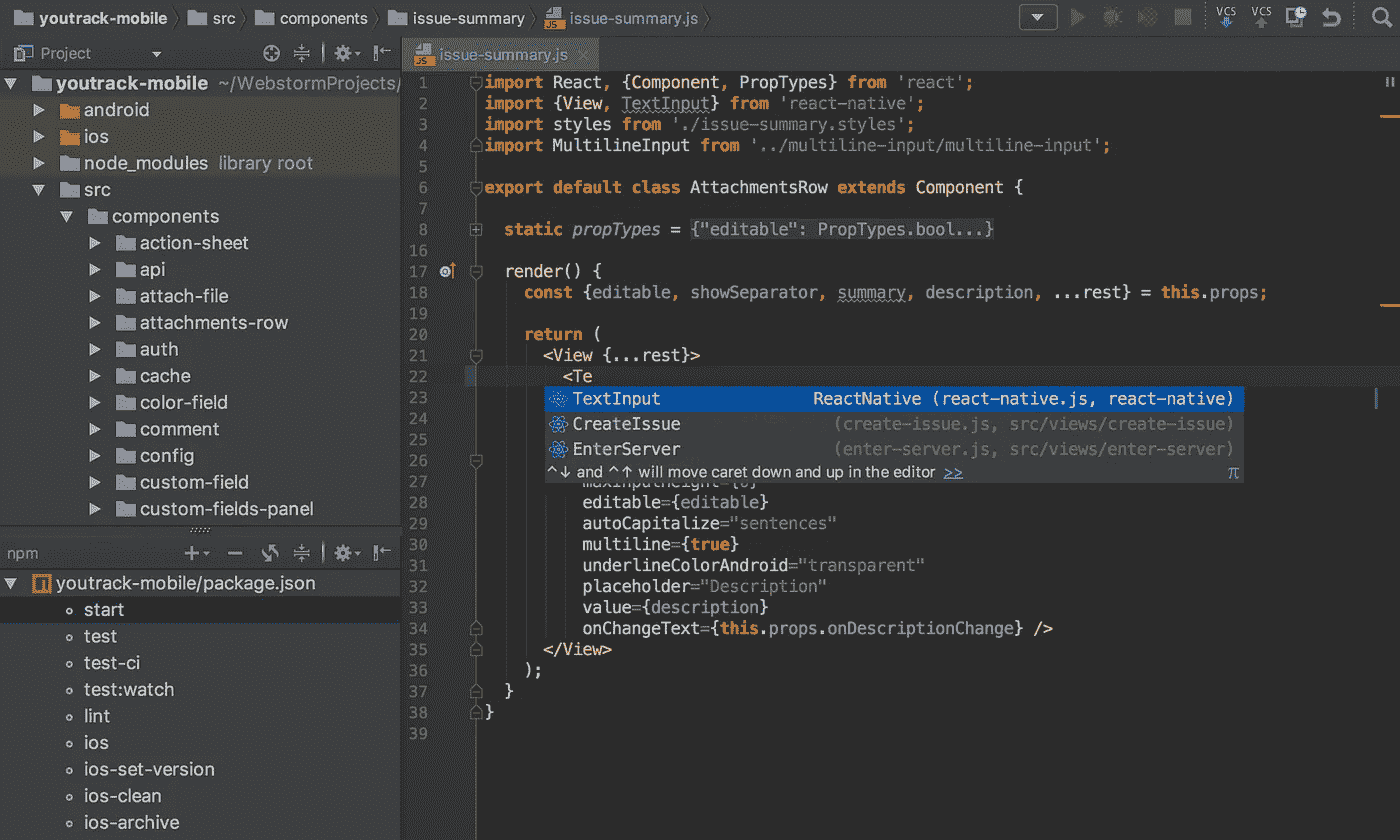 youtrack-mobile src components issue-summary issue-summary.js VCS VCS
Project
issue-summary.js
youtrack-mobile ~/WebstormProjects/
android
ios
node_modules library root
src
components
action-sheet
api
attach-file
attachments-row
auth
cache
color-field
comment
config
custom-field
custom-fields-panel
npm
youtrack-mobile/package.json
start
test
test-ci
test:watch
lint
ios
ios-set-version
ios-clean
ios-archive
1 import React, {Component, PropTypes} from 'react';
2 import {View, TextInput} from 'react-native';
3 import styles from './issue-summary.styles';
4 import MultilineInput from '../multiline-input/multiline-input';
5
6 export default class AttachmentsRow extends Component {
7
8 static propTypes = {"editable": PropTypes.bool...}
16
17 render() {
18 const {editable, showSeparator, summary, description, ...rest} = this.props;
19
20 return (
21 <View {...rest}>
22 <Te
23 TextInput ReactNative (react-native.js, react-native)
24 CreateIssue (create-issue.js, src/views/create-issue)
25 EnterServer (enter-server.js, src/views/enter-server)
26 ^↓ and ^↑ will move caret down and up in the editor >> π
27
28 editable={editable}
29 autoCapitalize="sentences"
30 multiline={true}
31 underlineColorAndroid="transparent"
32 placeholder="Description"
33 value={description}
34 onChangeText={this.props.onDescriptionChange} />
35 </View>
36 );
37 }
38 }
39